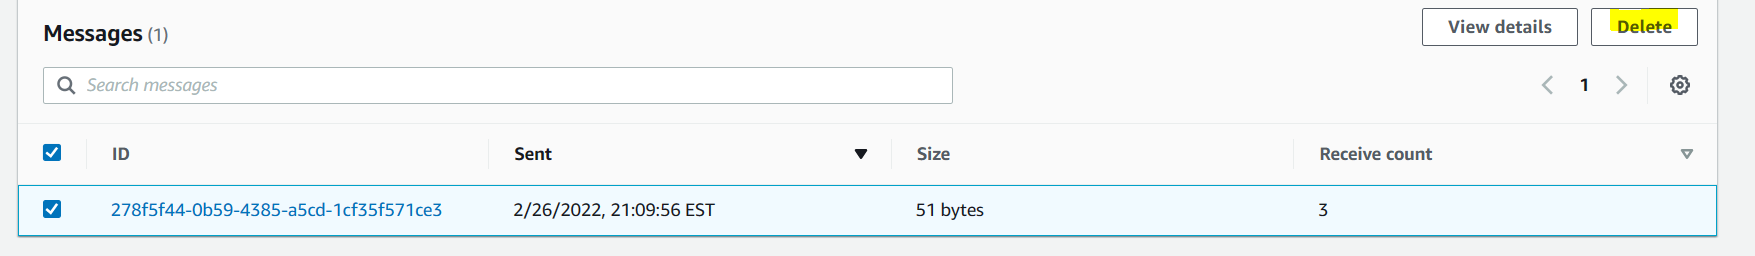 Messages (1)
View details
Delete
Search messages
1
ID Sent Size Receive count
278f5f44-0b59-4385-a5cd-1cf35f571ce3 2/26/2022, 21:09:56 EST 51 bytes 3